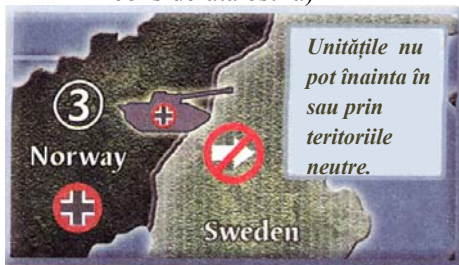 Unitățile nu
pot înainta în
sau prin
teritoriile
neutre.
3
Norway
Sweden